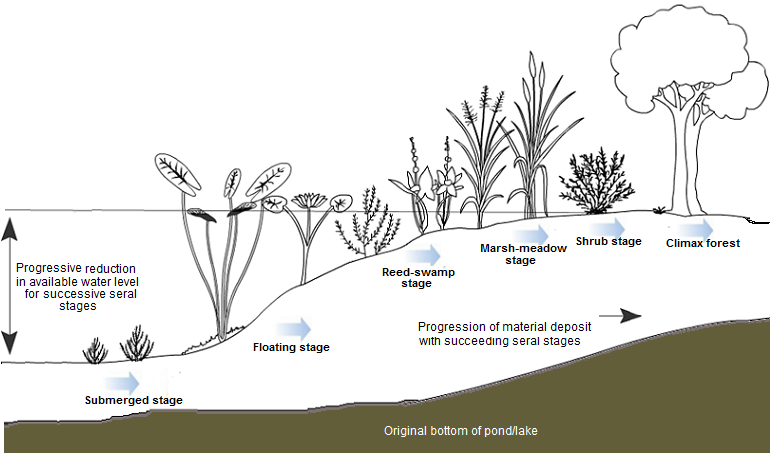 Progressive reduction
in available water level
for successive seral
stages
Submerged stage
Floating stage
Reed-swamp
stage
Marsh-meadow
stage
Shrub stage
Climax forest
Progression of material deposit
with succeeding seral stages
Original bottom of pond/lake